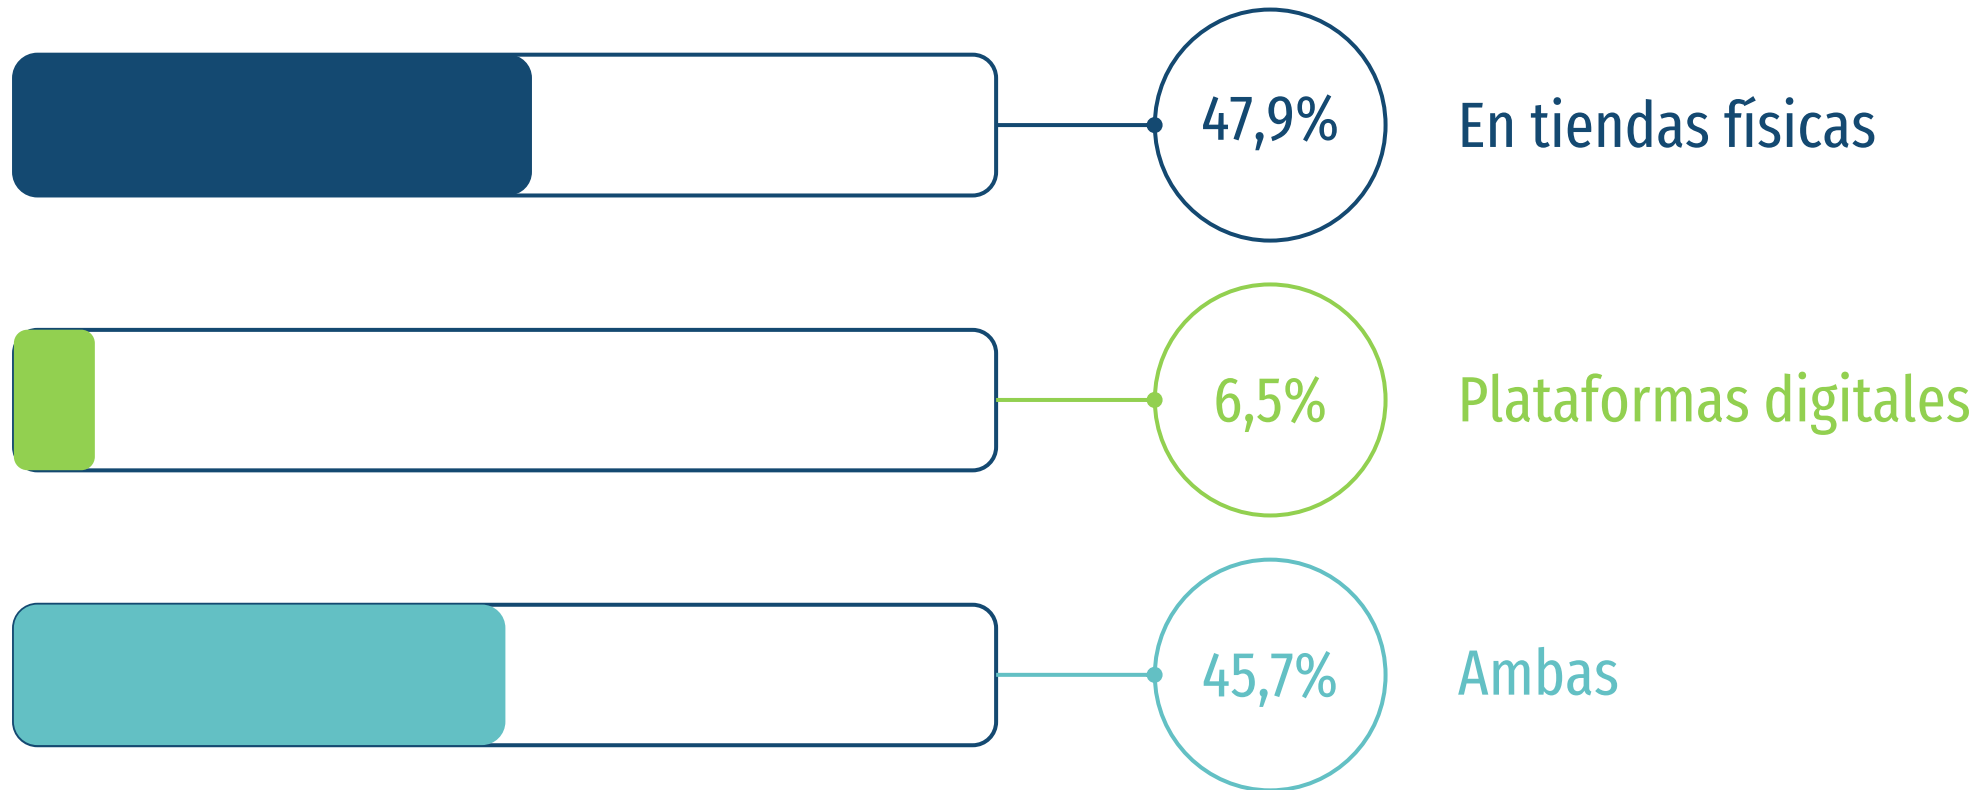 47,9%
En tiendas físicas
6,5%
Plataformas digitales
45,7%
Ambas